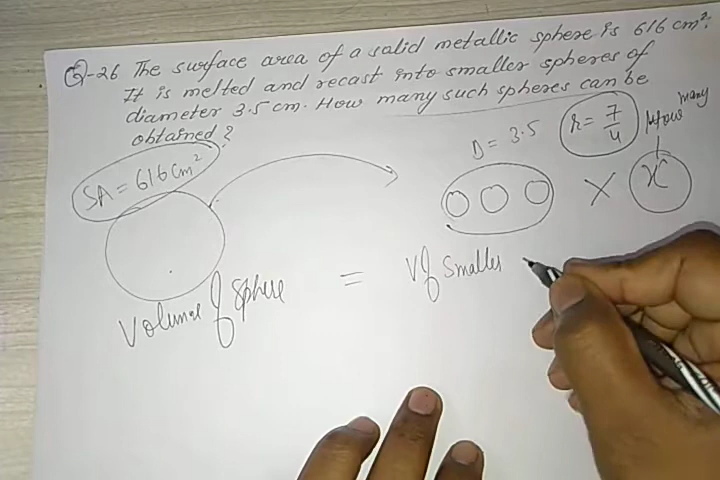 Q-26 The surface area of a solid metallic sphere is 616 cm².
It is melted and recast into smaller spheres of
diameter 3.5 cm. How many such spheres can be
obtained?
SA = 616 cm²
D = 3.5
r = 7/4
How many
X x
Volume of sphere = V of smaller